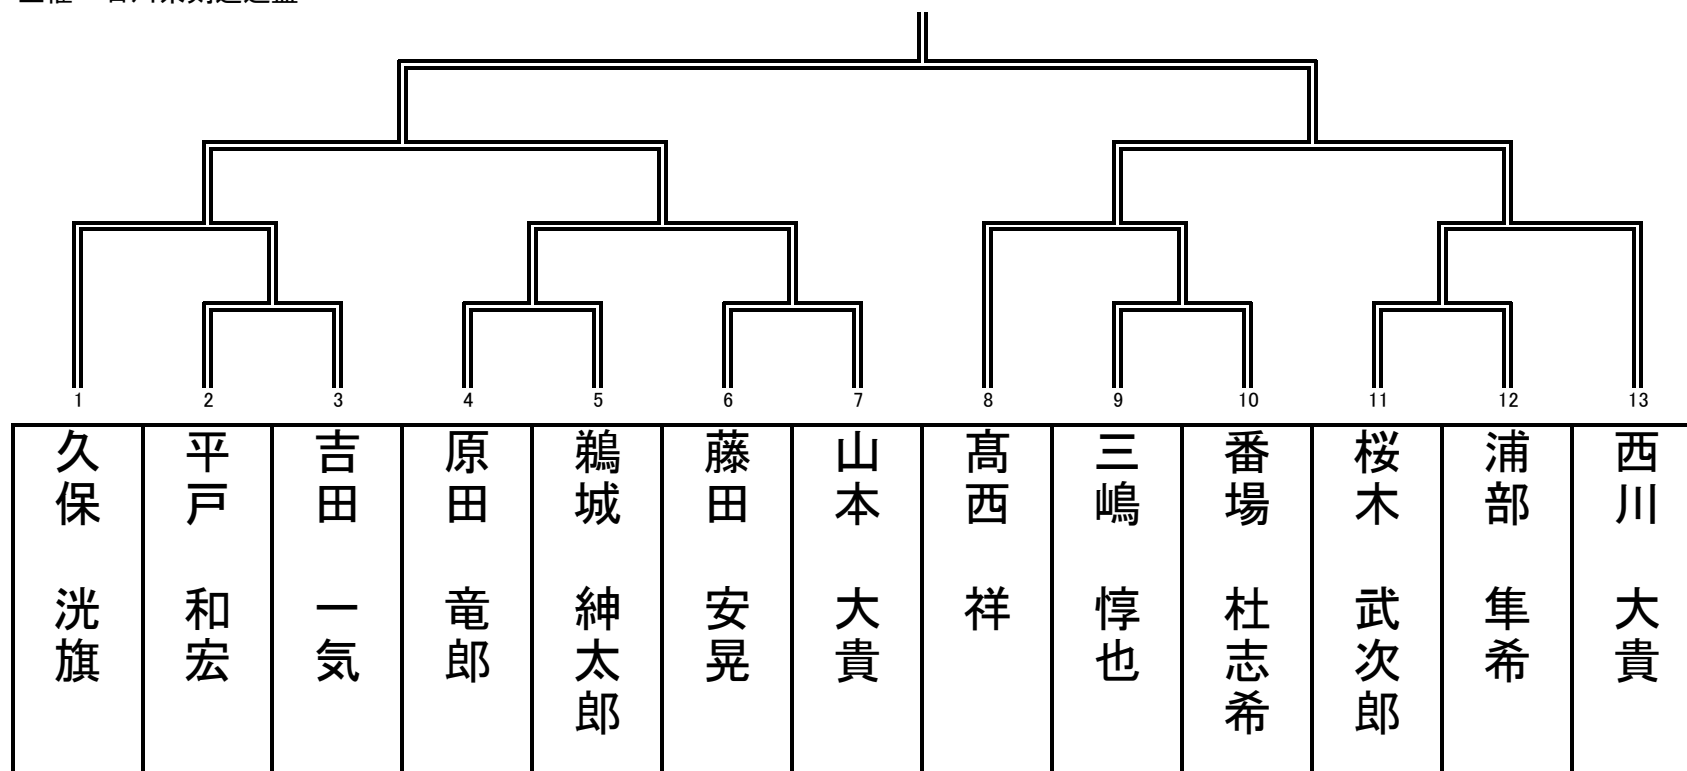 1 2 3 4 5 6 7 8 9 10 11 12 13
久保 洸旗
平戸 和宏
吉田 一気
原田 竜郎
鵜城 紳太郎
藤田 安晃
山本 大貴
髙西 祥
三嶋 惇也
番場 杜志希
桜木 武次郎
浦部 隼希
西川 大貴